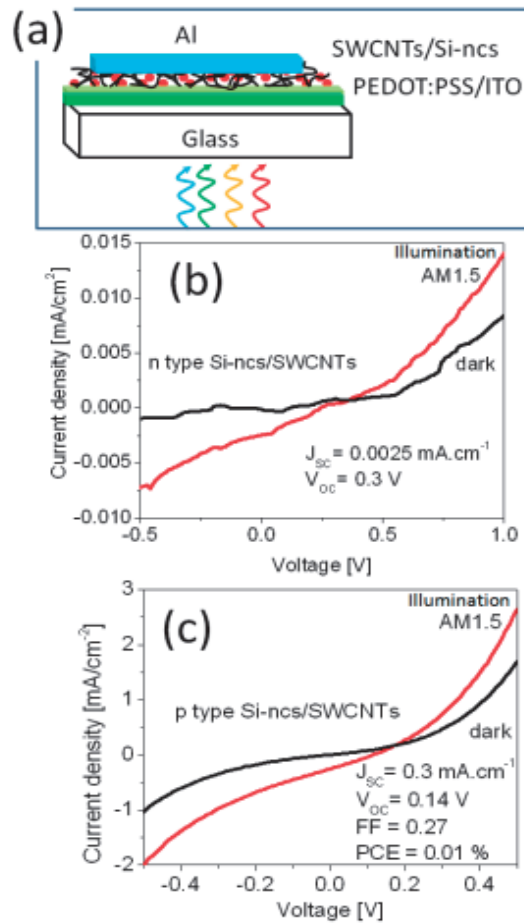 (a)
Al
SWCNTs/Si-ncs
PEDOT:PSS/ITO
Glass
(b)
Illumination
AM1.5
n type Si-ncs/SWCNTs
dark
J_SC = 0.0025 mA.cm⁻¹
V_OC = 0.3 V
Current density [mA/cm²]
0.015
0.010
0.005
0.000
-0.005
-0.010
-0.5
0.0
0.5
1.0
Voltage [V]
(c)
Illumination
AM1.5
p type Si-ncs/SWCNTs
dark
J_SC = 0.3 mA.cm⁻¹
V_OC = 0.14 V
FF = 0.27
PCE = 0.01 %
Current density [mA/cm⁻²]
3
2
1
0
-1
-2
-0.4
-0.2
0.0
0.2
0.4
Voltage [V]